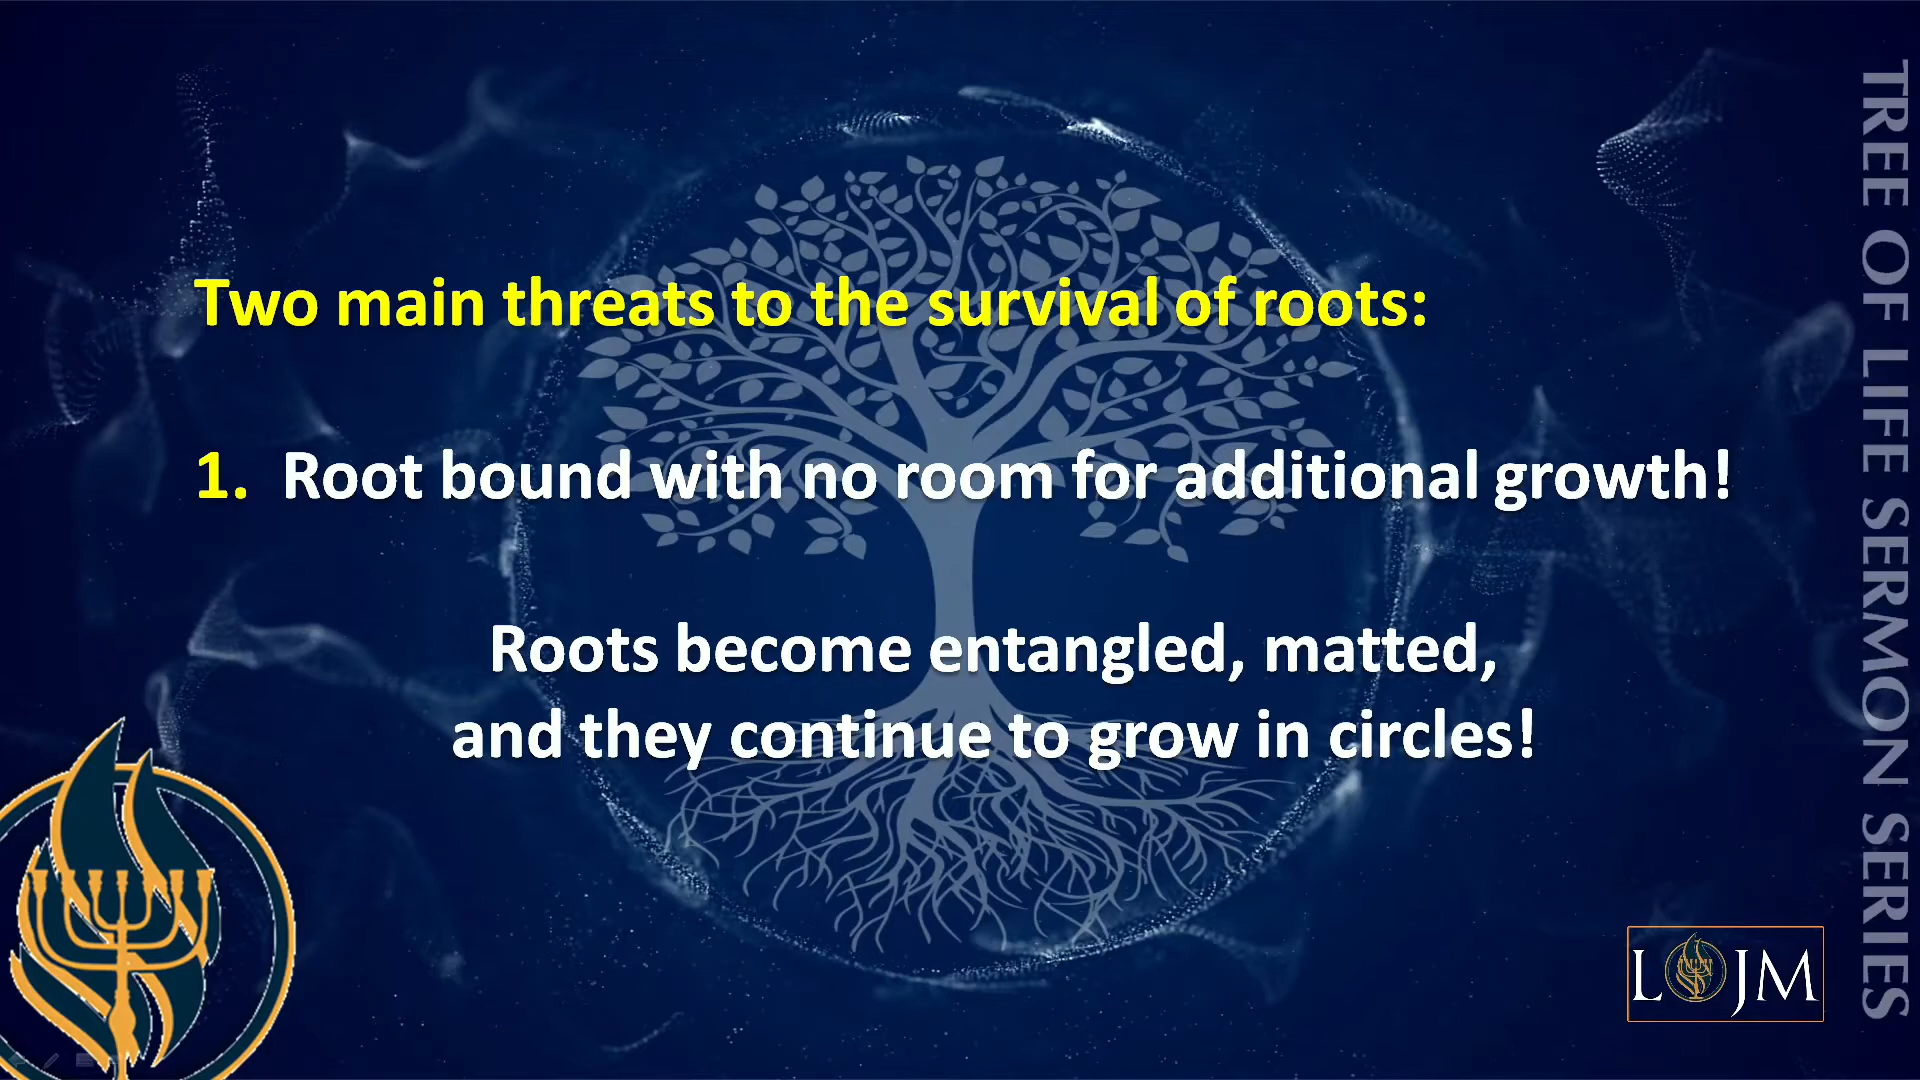 Two main threats to the survival of roots:
1. Root bound with no room for additional growth!
Roots become entangled, matted,
and they continue to grow in circles!
TREE OF LIFE SERMON SERIES
L JM